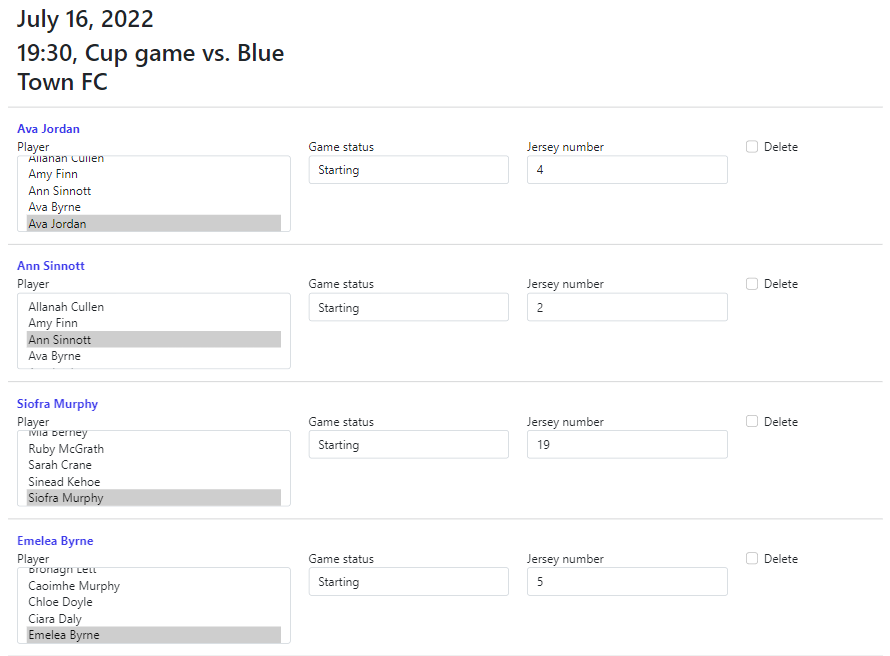 July 16, 2022
19:30, Cup game vs. Blue
Town FC
Ava Jordan
Player Game status Jersey number Delete
Allanah Cullen
Amy Finn
Ann Sinnott
Ava Byrne
Ava Jordan
Starting
4
Ann Sinnott
Player Game status Jersey number Delete
Allanah Cullen
Amy Finn
Ann Sinnott
Ava Byrne
Starting
2
Siofra Murphy
Player Game status Jersey number Delete
Mia Berney
Ruby McGrath
Sarah Crane
Sinead Kehoe
Siofra Murphy
Starting
19
Emelea Byrne
Player Game status Jersey number Delete
Bronagh Lett
Caoimhe Murphy
Chloe Doyle
Ciara Daly
Emelea Byrne
Starting
5